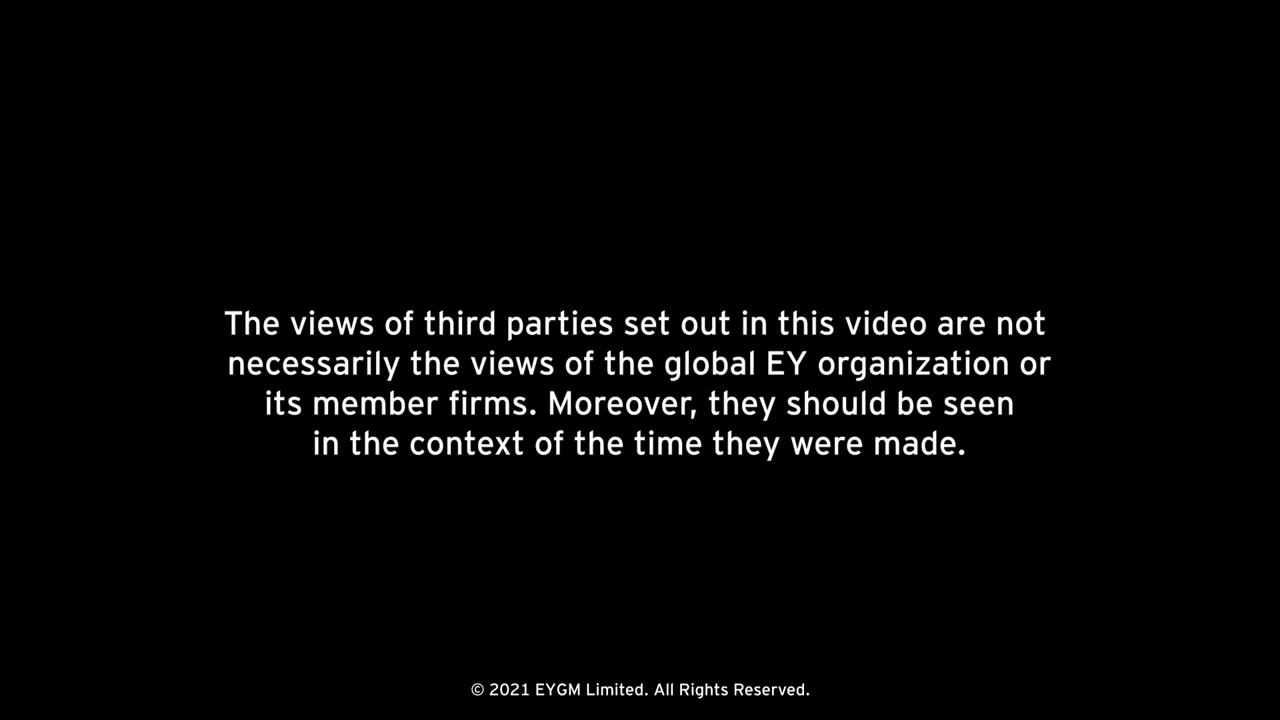 The views of third parties set out in this video are not
necessarily the views of the global EY organization or
its member firms. Moreover, they should be seen
in the context of the time they were made.
© 2021 EYGM Limited. All Rights Reserved.